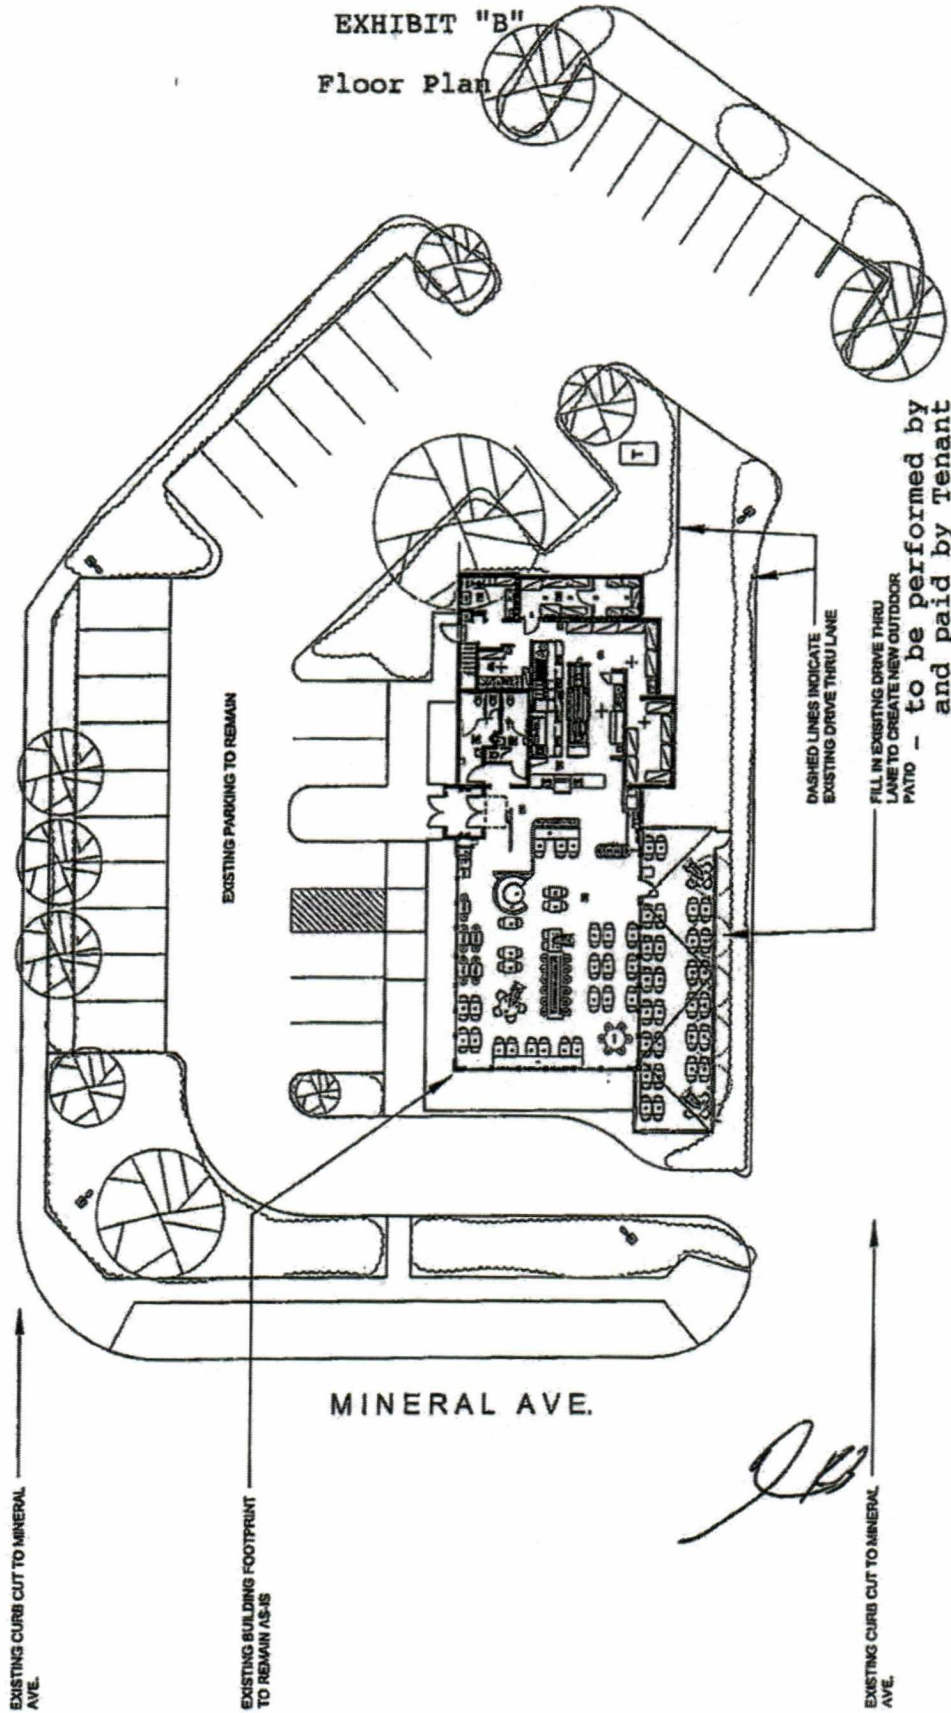 EXHIBIT "B"
Floor Plan
EXISTING PARKING TO REMAIN
T
DASHED LINES INDICATE
EXISTING DRIVE THRU LANE
FILL IN EXISITNG DRIVE THRU
LANE TO CREATE NEW OUTDOOR
PATIO – to be performed by
and paid by Tenant
MINERAL AVE.
EXISTING CURB CUT TO MINERAL
AVE.
EXISTING BUILDING FOOTPRINT
TO REMAIN AS-IS
EXISTING CURB CUT TO MINERAL
AVE.